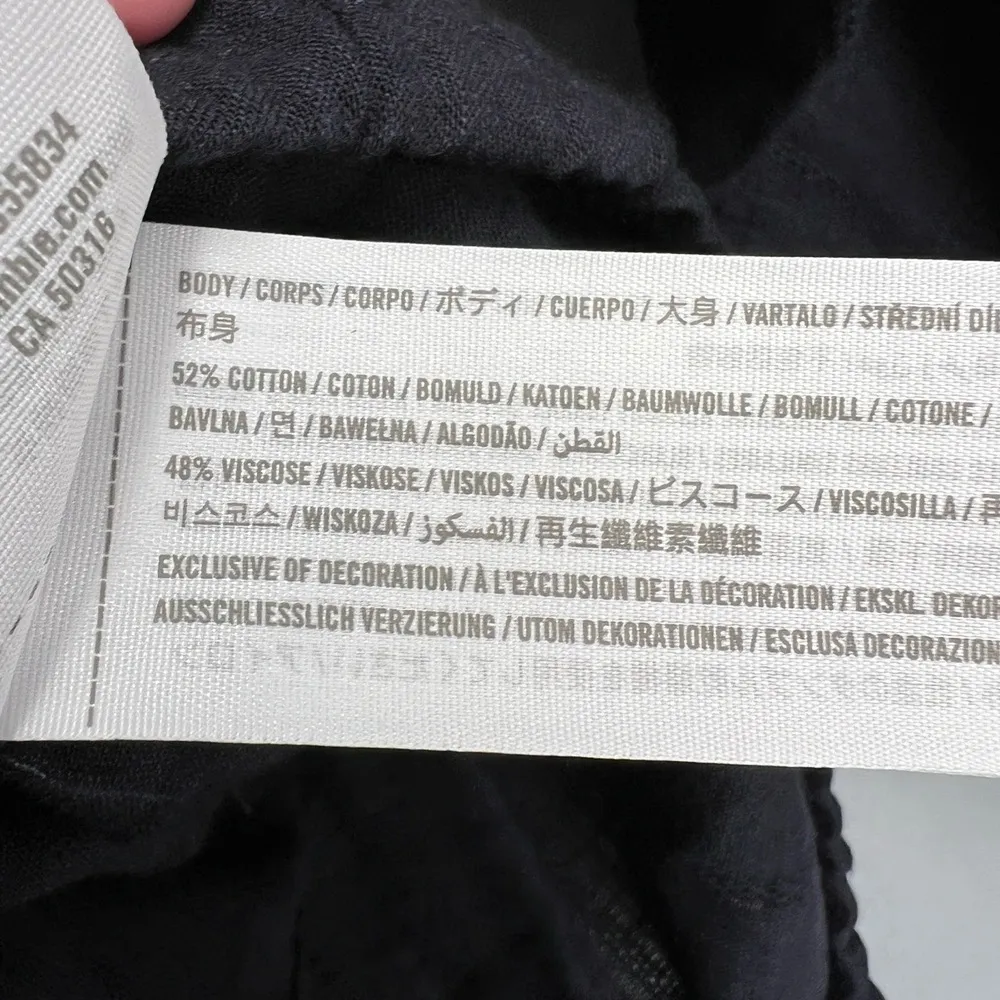 55834
CA 50316
BODY / CORPS / CORPO / ボディ / CUERPO / 大身 / VARTALO / STŘEDNÍ
布身
52% COTTON / COTON / BOMULD / KATOEN / BAUMWOLLE / BOMULL / COTONE /
BAVLNA / 면 / BAWEŁNA / ALGODÃO / القطن
48% VISCOSE / VISKOSE / VISKOS / VISCOSA / ビスコース / VISCOSILLA / 再
비스코스 / WISKOZA / الفسكوز / 再生纖維素纖維
EXCLUSIVE OF DECORATION / À L'EXCLUSION DE LA DÉCORATION / EKSKL. DEKOR
AUSSCHLIESSLICH VERZIERUNG / UTOM DEKORATIONEN / ESCLUSA DECORAZION